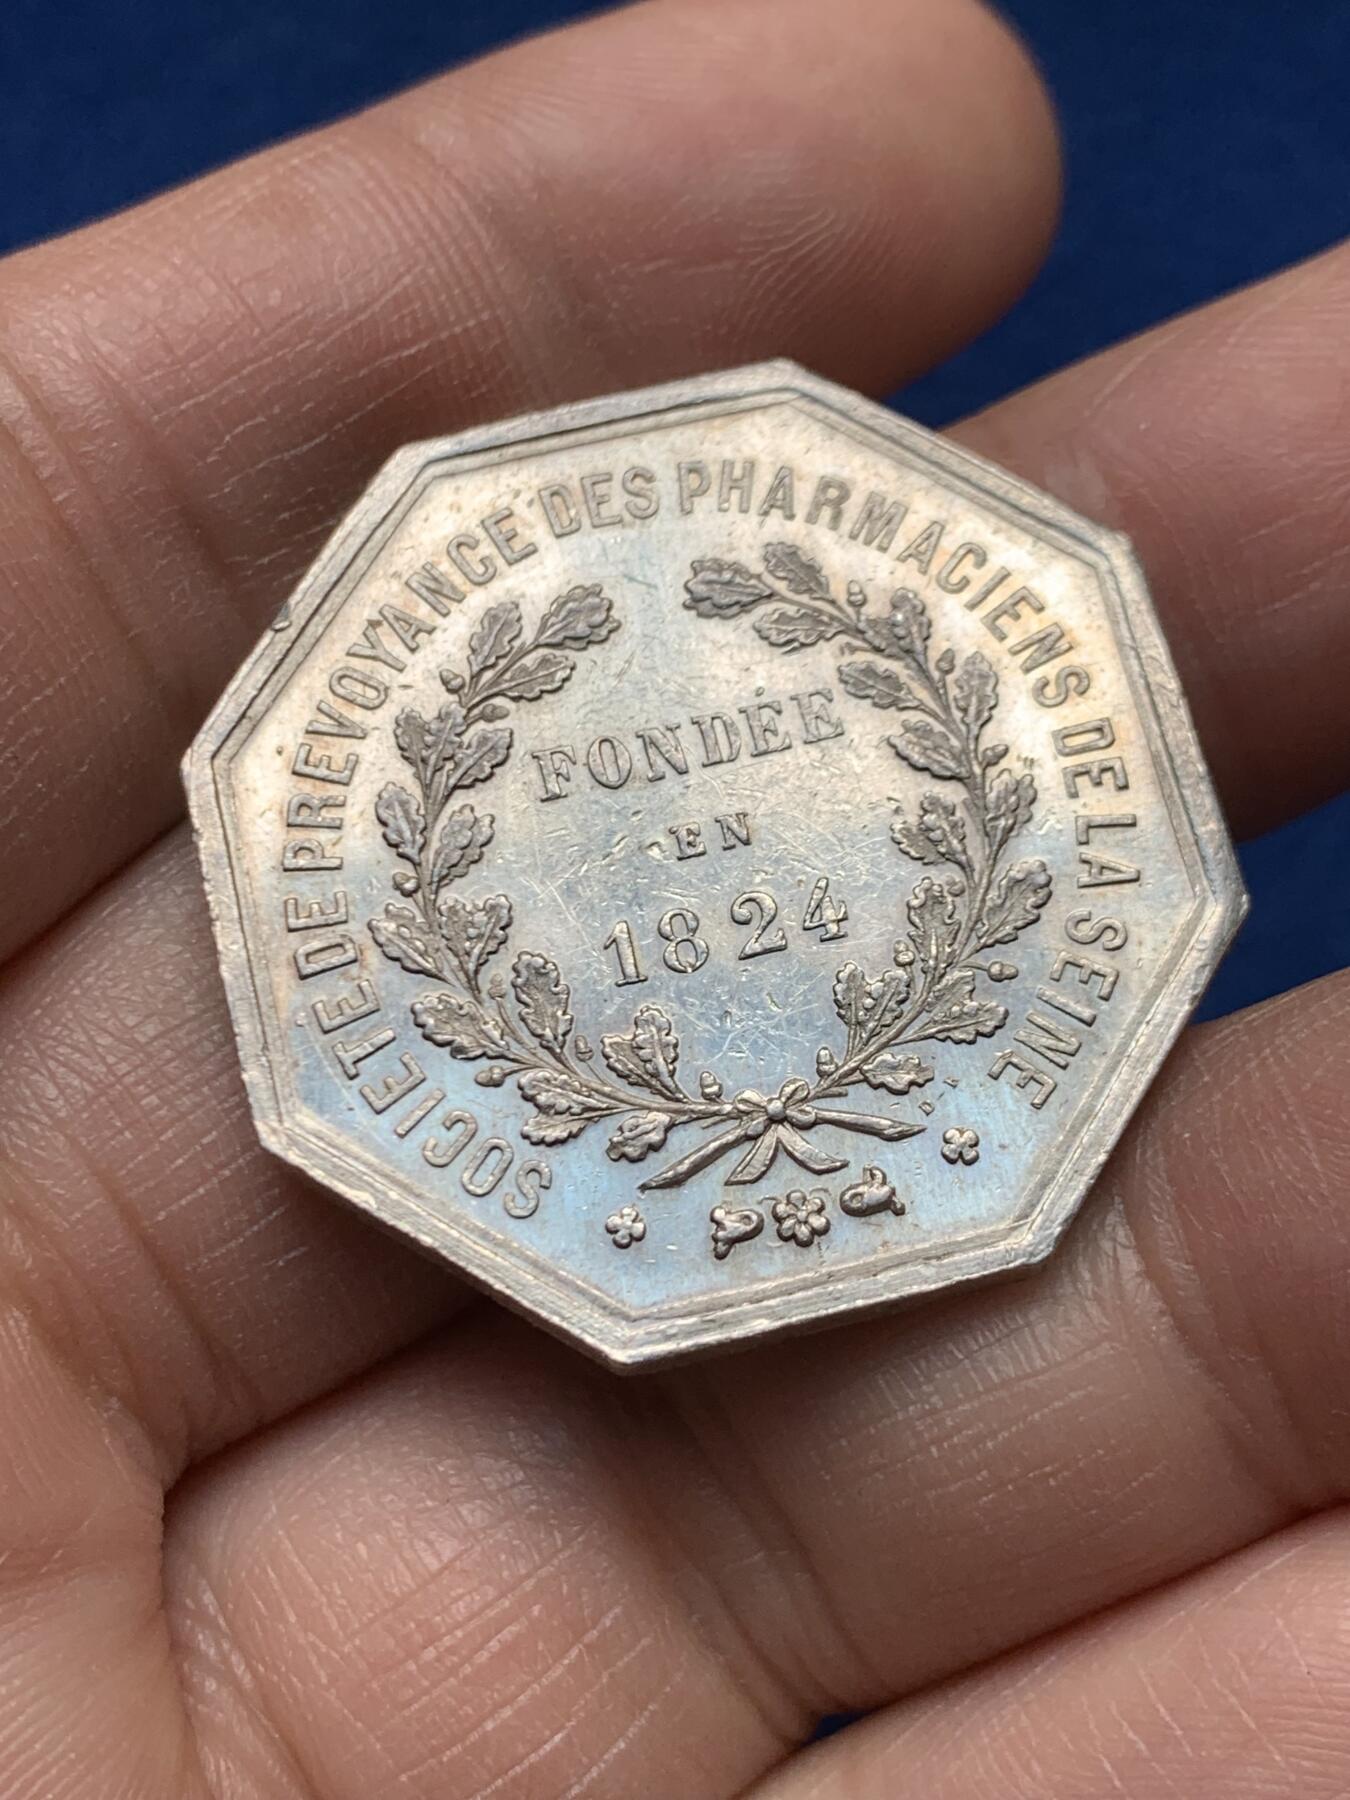 SOCIETE DE PREVOYANCE DES PHARMACIENS DE LA SEINE
FONDÉE
EN
1824